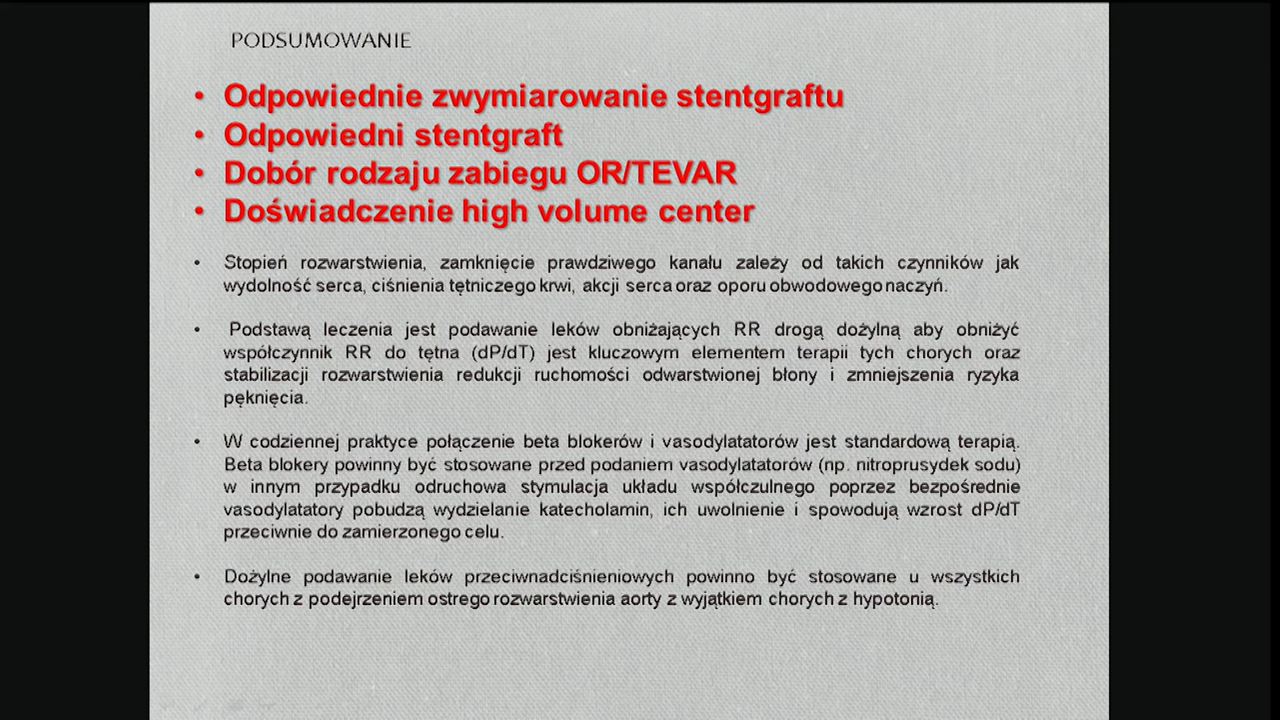 PODSUMOWANIE
• Odpowiednie zwymiarowanie stentgraftu
• Odpowiedni stentgraft
• Dobór rodzaju zabiegu OR/TEVAR
• Doświadczenie high volume center
• Stopień rozwarstwienia, zamknięcie prawdziwego kanału zależy od takich czynników jak
wydolność serca, ciśnienia tętniczego krwi, akcji serca oraz oporu obwodowego naczyń.
• Podstawą leczenia jest podawanie leków obniżających RR drogą dożylną aby obniżyć
współczynnik RR do tętna (dP/dT) jest kluczowym elementem terapii tych chorych oraz
stabilizacji rozwarstwienia redukcji ruchomości odwarstwionej błony i zmniejszenia ryzyka
pęknięcia.
• W codziennej praktyce połączenie beta blokerów i vasodylatatorów jest standardową terapią.
Beta blokery powinny być stosowane przed podaniem vasodylatatorów (np. nitroprusydek sodu)
w innym przypadku odruchowa stymulacja układu współczulnego poprzez bezpośrednie
vasodylatatory pobudzą wydzielanie katecholamin, ich uwolnienie i spowodują wzrost dP/dT
przeciwnie do zamierzonego celu.
• Dożylne podawanie leków przeciwnadciśnieniowych powinno być stosowane u wszystkich
chorych z podejrzeniem ostrego rozwarstwienia aorty z wyjątkiem chorych z hypotonią.